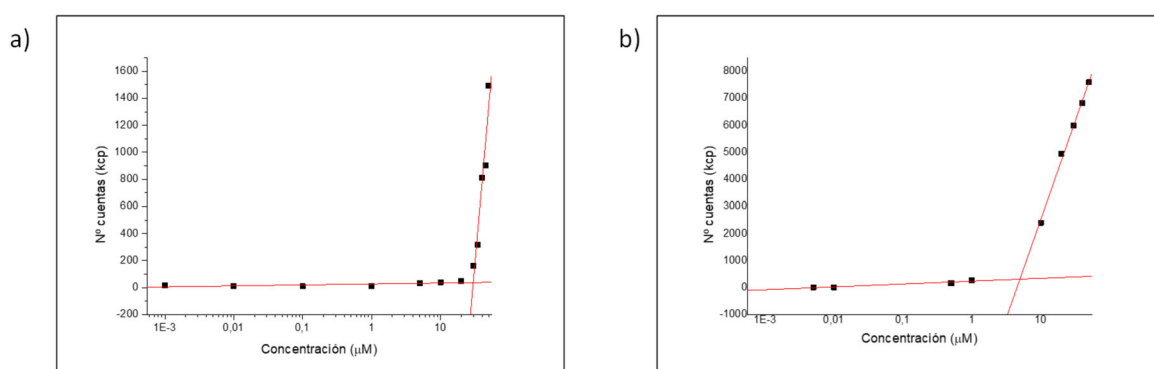 a)
1600
1400
1200
1000
800
600
400
200
0
-200
Nº cuentas (kcp)
1E-3 0,01 0,1 1 10
Concentración (µM)
b)
8000
7000
6000
5000
4000
3000
2000
1000
0
-1000
Nº cuentas (kcp)
1E-3 0,01 0,1 1 10
Concentración (µM)